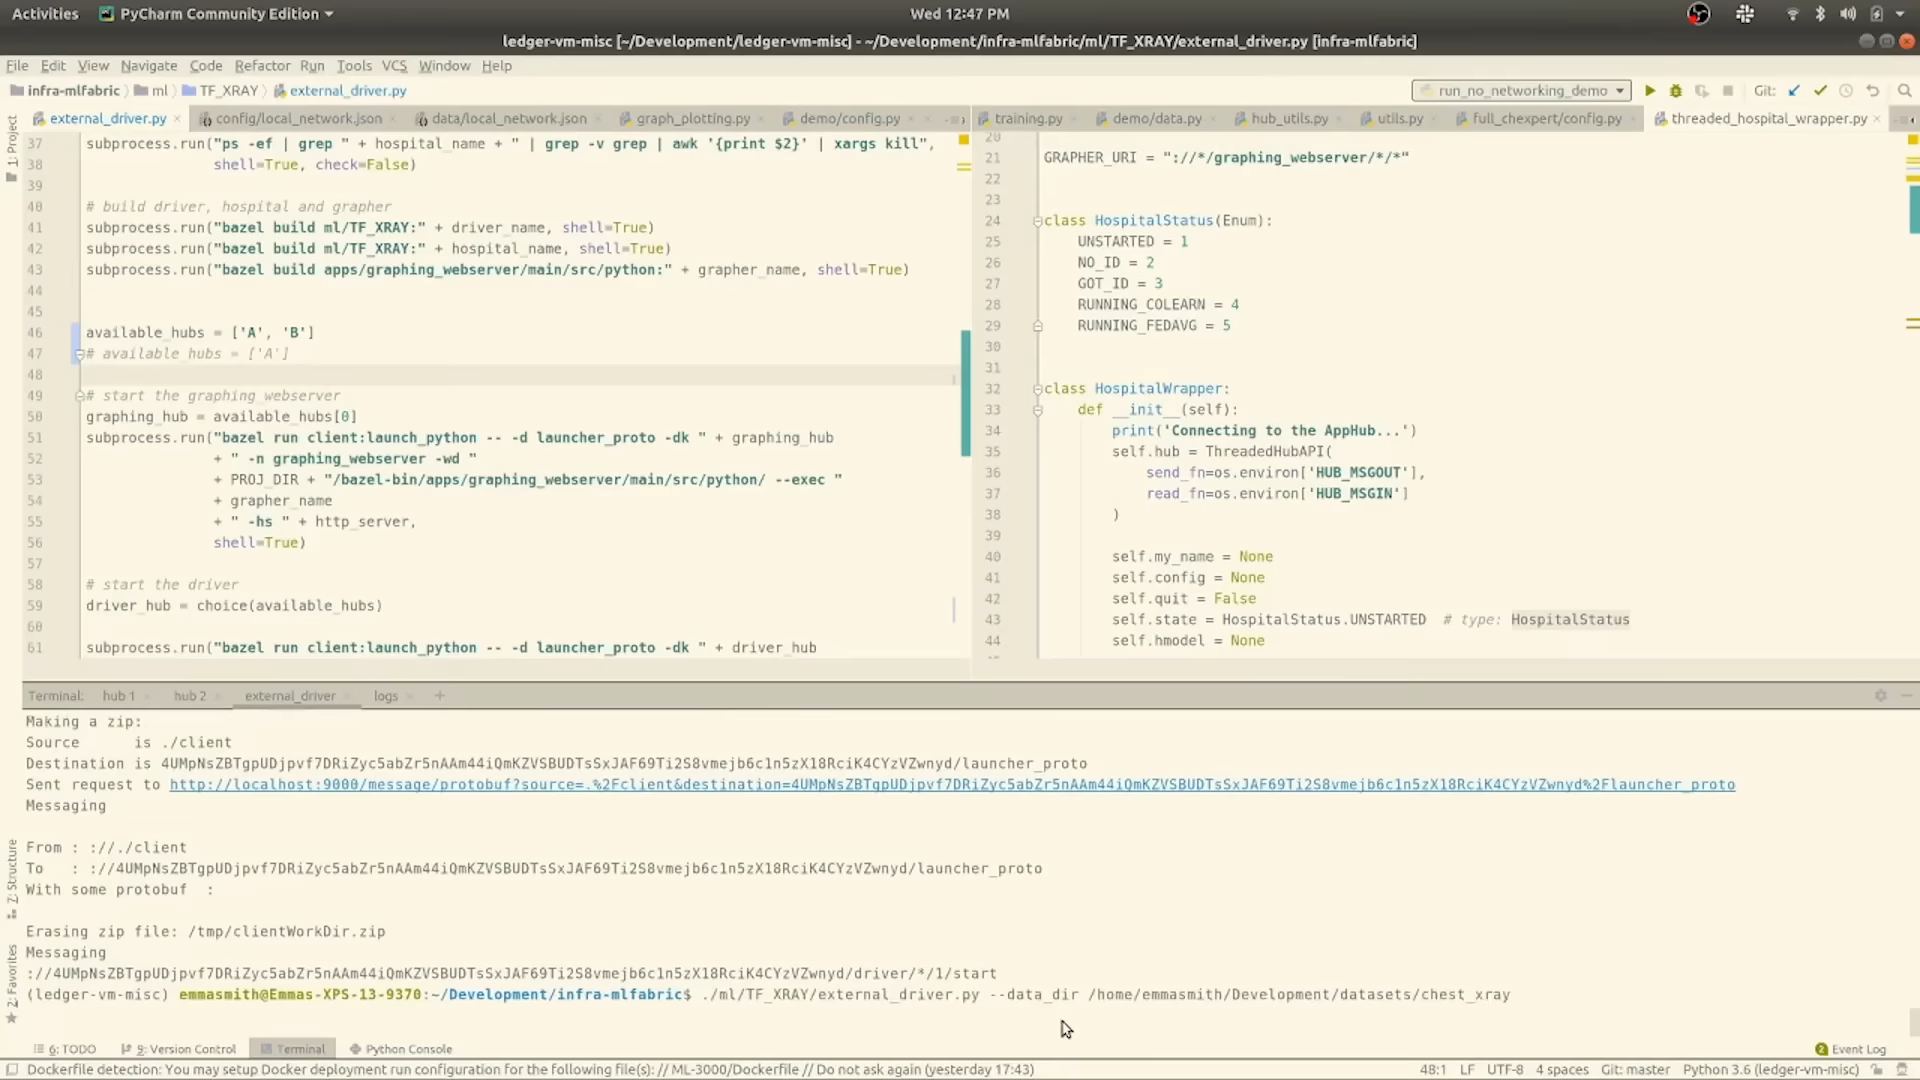 Activities PyCharm Community Edition Wed 12:47 PM
ledger-vm-misc [~/Development/ledger-vm-misc] - ~/Development/infra-mlfabric/ml/TF_XRAY/external_driver.py [infra-mlfabric]
File Edit View Navigate Code Refactor Run Tools VCS Window Help
infra-mlfabric ml TF_XRAY external_driver.py run_no_networking_demo Git:
external_driver.py config/local_network.json data/local_network.json graph_plotting.py demo/config.py training.py demo/data.py hub_utils.py utils.py full_chexpert/config.py threaded_hospital_wrapper.py
1: Project
37 subprocess.run("ps -ef | grep " + hospital_name + " | grep -v grep | awk '{print $2}' | xargs kill",
38 shell=True, check=False)
39
40 # build driver, hospital and grapher
41 subprocess.run("bazel build ml/TF_XRAY:" + driver_name, shell=True)
42 subprocess.run("bazel build ml/TF_XRAY:" + hospital_name, shell=True)
43 subprocess.run("bazel build apps/graphing_webserver/main/src/python:" + grapher_name, shell=True)
44
45
46 available_hubs = ['A', 'B']
47 # available hubs = ['A']
48
49 # start the graphing webserver
50 graphing_hub = available_hubs[0]
51 subprocess.run("bazel run client:launch_python -- -d launcher_proto -dk " + graphing_hub
52 + " -n graphing_webserver -wd "
53 + PROJ_DIR + "/bazel-bin/apps/graphing_webserver/main/src/python/ --exec "
54 + grapher_name
55 + " -hs " + http_server,
56 shell=True)
57
58 # start the driver
59 driver_hub = choice(available_hubs)
60
61 subprocess.run("bazel run client:launch_python -- -d launcher_proto -dk " + driver_hub
20
21 GRAPHER_URI = "://*/graphing_webserver/*/*"
22
23
24 class HospitalStatus(Enum):
25 UNSTARTED = 1
26 NO_ID = 2
27 GOT_ID = 3
28 RUNNING_COLEARN = 4
29 RUNNING_FEDAVG = 5
30
31
32 class HospitalWrapper:
33 def __init__(self):
34 print('Connecting to the AppHub...')
35 self.hub = ThreadedHubAPI(
36 send_fn=os.environ['HUB_MSGOUT'],
37 read_fn=os.environ['HUB_MSGIN']
38 )
39
40 self.my_name = None
41 self.config = None
42 self.quit = False
43 self.state = HospitalStatus.UNSTARTED # type: HospitalStatus
44 self.hmodel = None
Terminal: hub 1 hub 2 external_driver logs +
Making a zip:
Source is ./client
Destination is 4UMpNsZBTgpUDjpvf7DRiZyc5abZr5nAAm44iQmKZVSBUDTsSxJAF69Ti2S8vmejb6c1n5zX18RciK4CYzVZwnyd/launcher_proto
Sent request to http://localhost:9000/message/protobuf?source=.%2Fclient&destination=4UMpNsZBTgpUDjpvf7DRiZyc5abZr5nAAm44iQmKZVSBUDTsSxJAF69Ti2S8vmejb6c1n5zX18RciK4CYzVZwnyd%2Flauncher_proto
Messaging
From : ://./client
To : ://4UMpNsZBTgpUDjpvf7DRiZyc5abZr5nAAm44iQmKZVSBUDTsSxJAF69Ti2S8vmejb6c1n5zX18RciK4CYzVZwnyd/launcher_proto
With some protobuf :
Erasing zip file: /tmp/clientWorkDir.zip
Messaging
://4UMpNsZBTgpUDjpvf7DRiZyc5abZr5nAAm44iQmKZVSBUDTsSxJAF69Ti2S8vmejb6c1n5zX18RciK4CYzVZwnyd/driver/*/1/start
(ledger-vm-misc) emmasmith@Emmas-XPS-13-9370:~/Development/infra-mlfabric$ ./ml/TF_XRAY/external_driver.py --data_dir /home/emmasmith/Development/datasets/chest_xray
Z: Structure
2: Favorites
6: TODO 9: Version Control Terminal Python Console 2 Event Log
Dockerfile detection: You may setup Docker deployment run configuration for the following file(s): // ML-3000/Dockerfile // Do not ask again (yesterday 17:43) 48:1 LF UTF-8 4 spaces Git: master Python 3.6 (ledger-vm-misc)